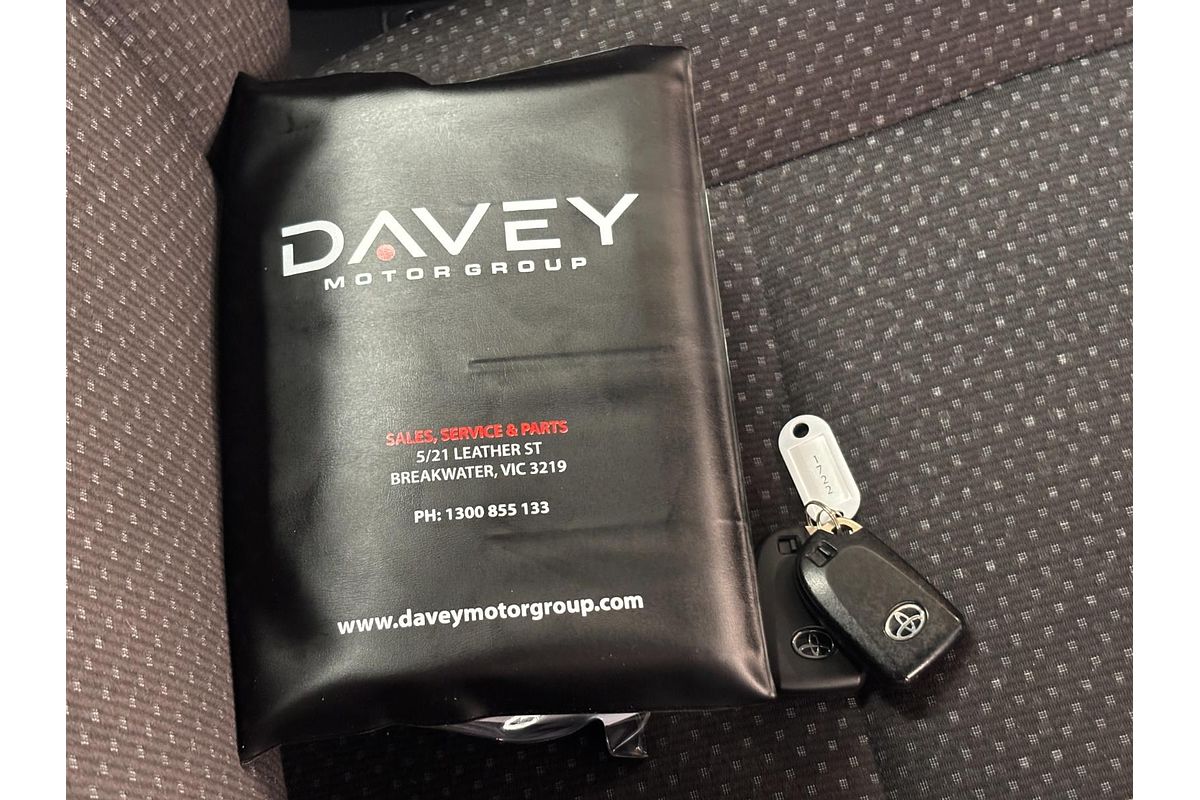 DAVEY
MOTOR GROUP
SALES, SERVICE & PARTS
5/21 LEATHER ST
BREAKWATER, VIC 3219
PH: 1300 855 133
www.daveymotorgroup.com
1722